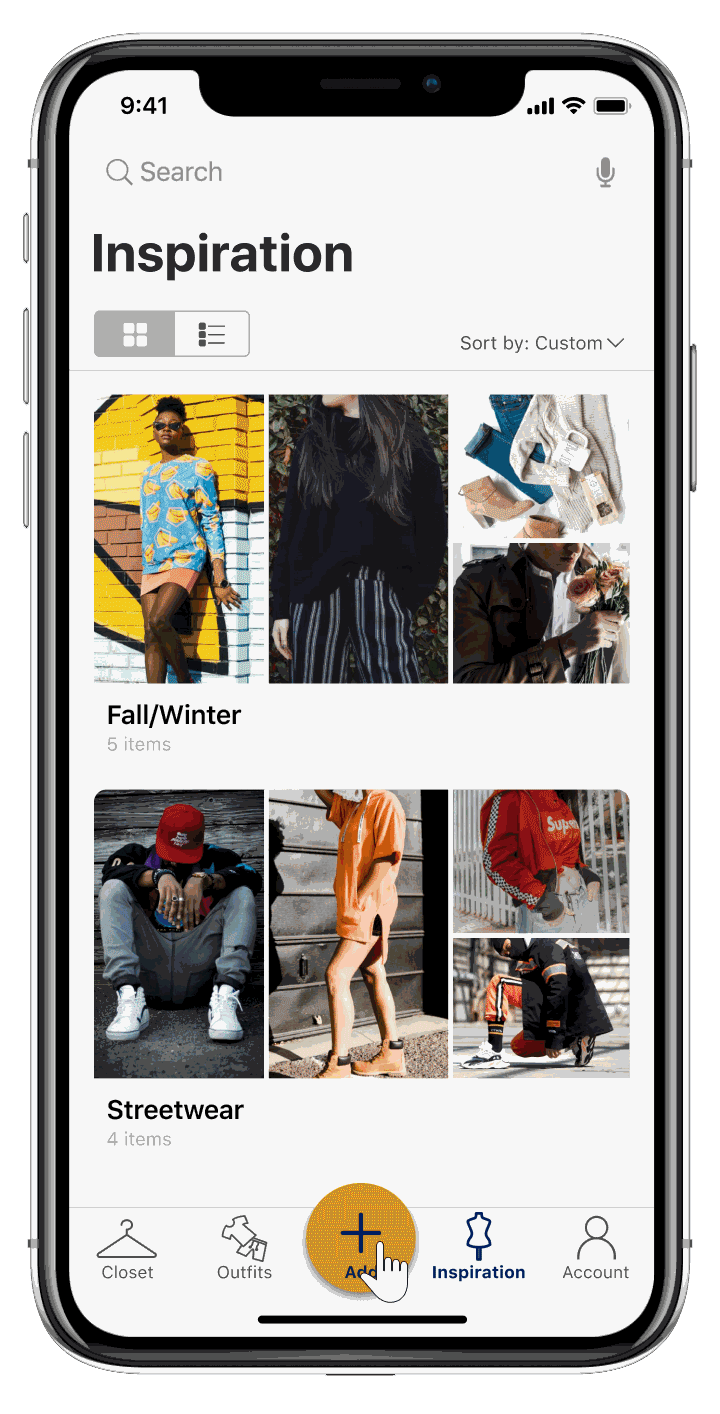 9:41
Search
Inspiration
Sort by: Custom
Fall/Winter
5 items
Streetwear
4 items
Closet
Outfits
Add
Inspiration
Account